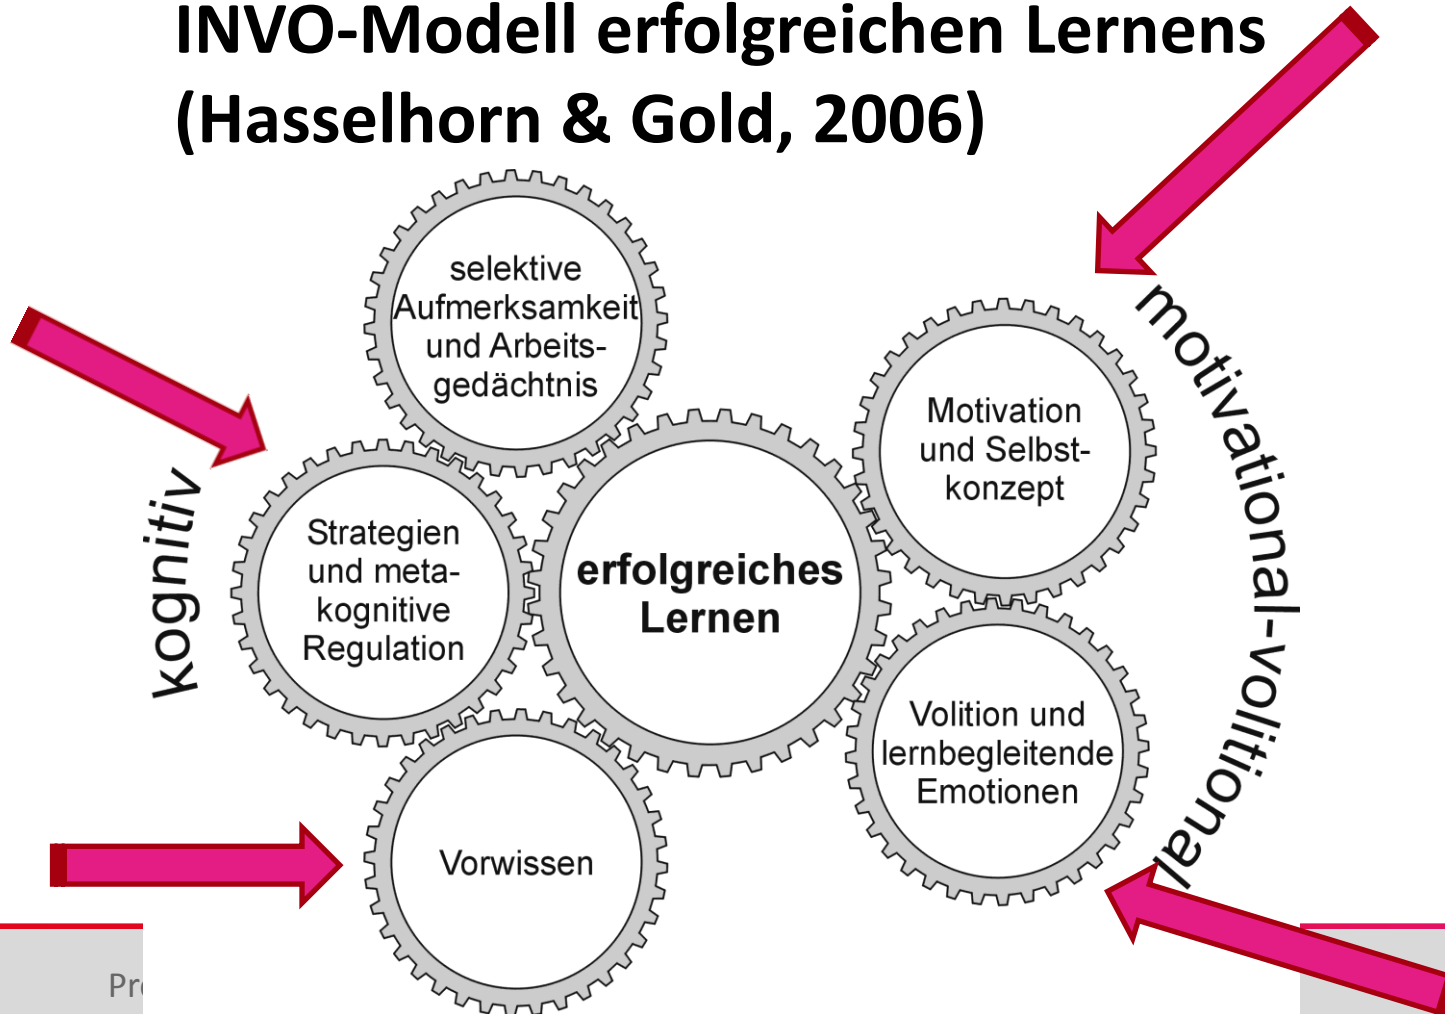 INVO-Modell erfolgreichen Lernens
(Hasselhorn & Gold, 2006)
selektive
Aufmerksamkeit
und Arbeits-
gedächtnis
Motivation
und Selbst-
konzept
motivational-volitional
kognitiv
Strategien
und meta-
kognitive
Regulation
erfolgreiches
Lernen
Volition und
lernbegleitende
Emotionen
Vorwissen